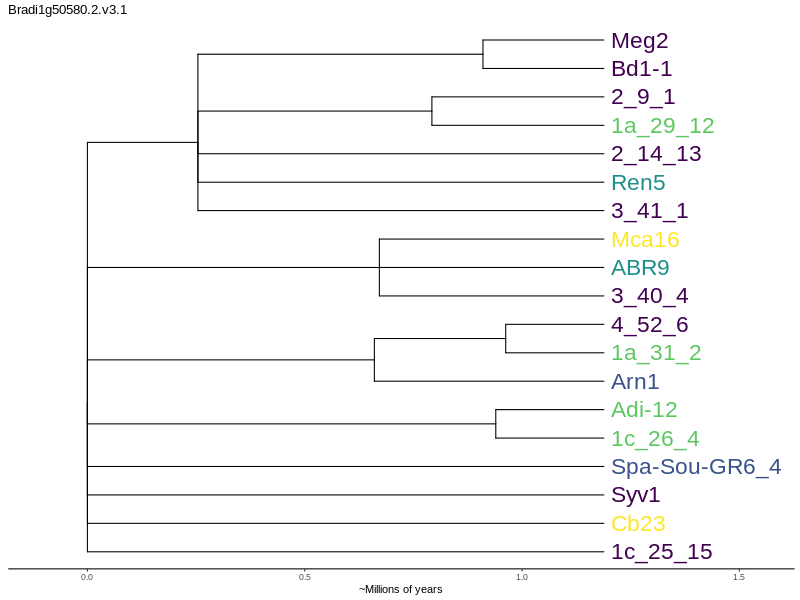 Bradi1g50580.2.v3.1
Meg2
Bd1-1
2_9_1
1a_29_12
2_14_13
Ren5
3_41_1
Mca16
ABR9
3_40_4
4_52_6
1a_31_2
Arn1
Adi-12
1c_26_4
Spa-Sou-GR6_4
Syv1
Cb23
1c_25_15
0.0 0.5 1.0 1.5
~Millions of years